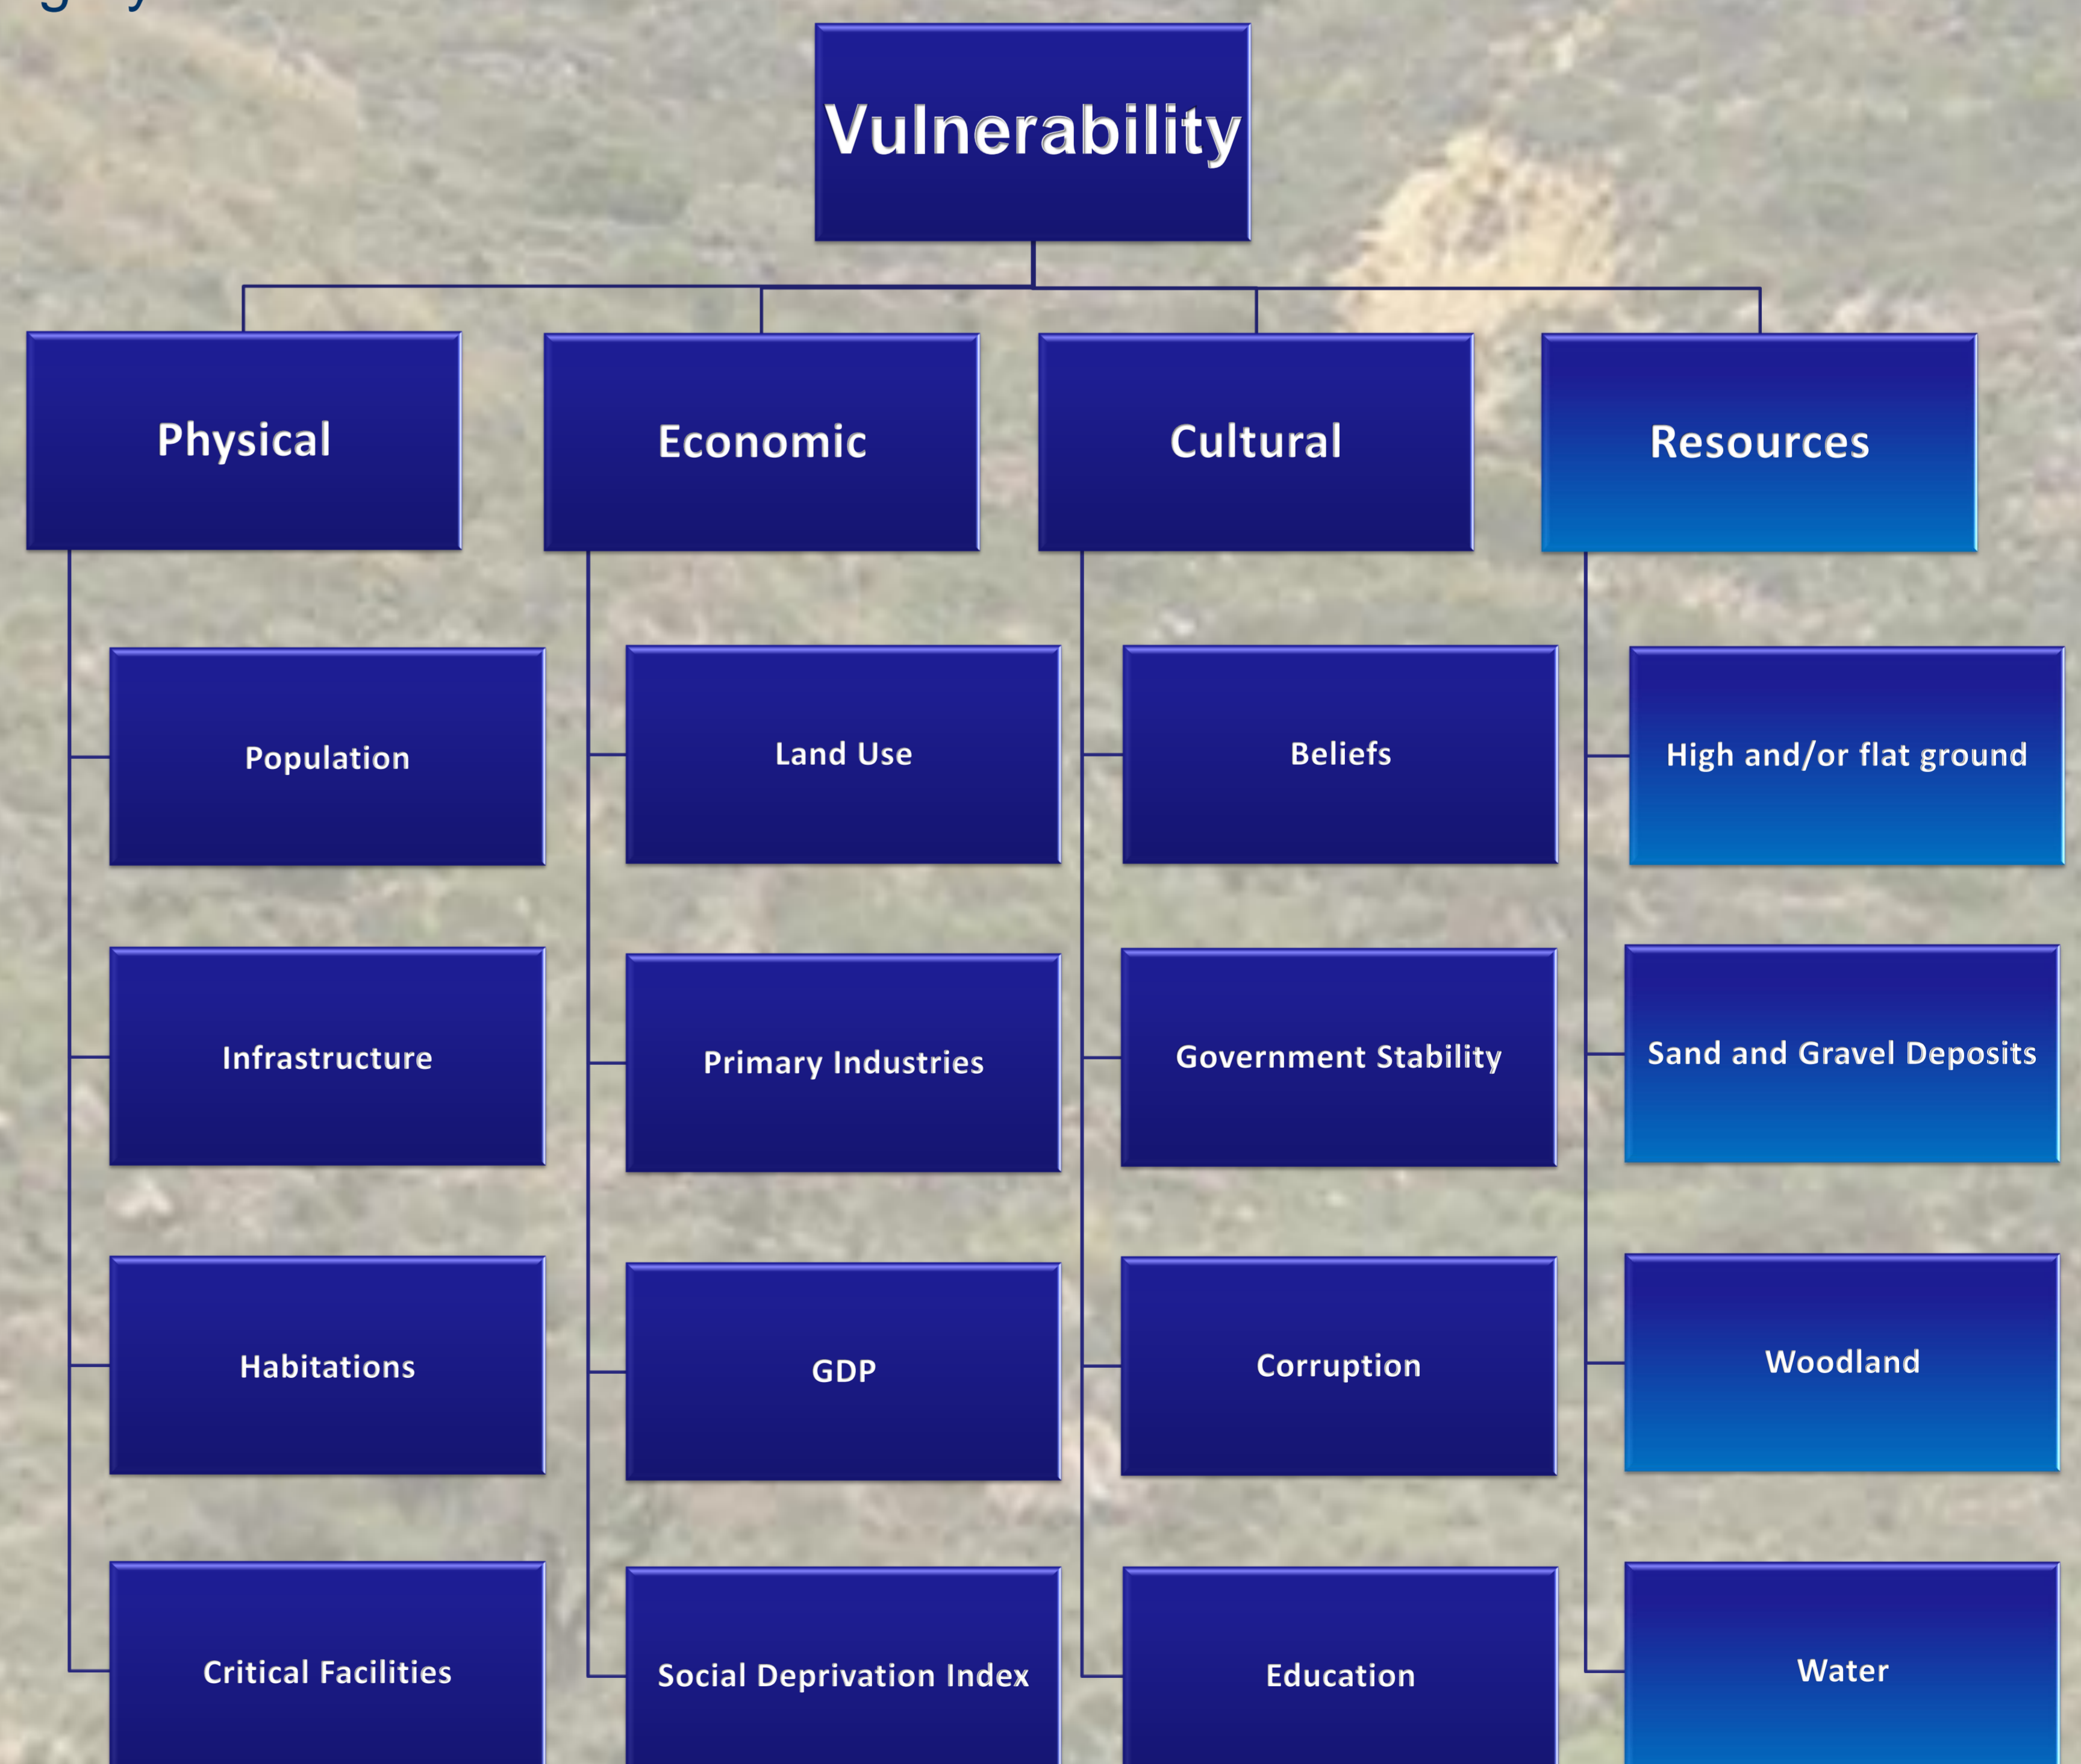 Vulnerability
Physical
Economic
Cultural
Resources
Population
Land Use
Beliefs
High and/or flat ground
Infrastructure
Primary Industries
Government Stability
Sand and Gravel Deposits
Habitations
GDP
Corruption
Woodland
Critical Facilities
Social Deprivation Index
Education
Water